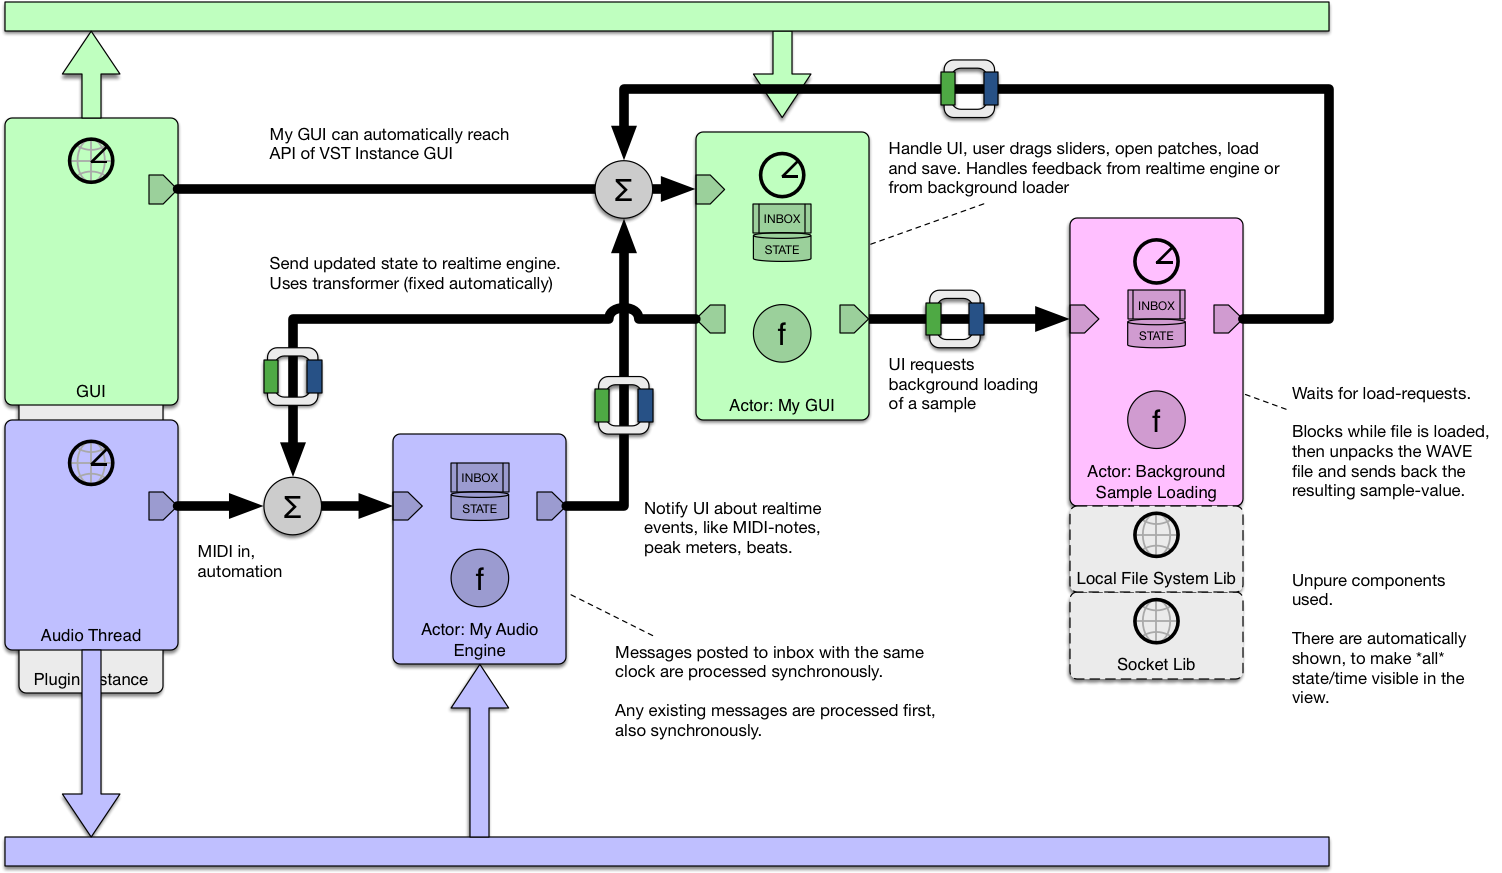 My GUI can automatically reach
API of VST Instance GUI
Σ
INBOX
STATE
f
Actor: My GUI
Handle UI, user drags sliders, open patches, load
and save. Handles feedback from realtime engine or
from background loader
Send updated state to realtime engine.
Uses transformer (fixed automatically)
GUI
UI requests
background loading
of a sample
INBOX
STATE
f
Actor: Background
Sample Loading
Local File System Lib
Socket Lib
Waits for load-requests.
Blocks while file is loaded,
then unpacks the WAVE
file and sends back the
resulting sample-value.
Unpure components
used.
There are automatically
shown, to make *all*
state/time visible in the
view.
Audio Thread
Plugin
stance
MIDI in,
automation
Σ
INBOX
STATE
f
Actor: My Audio
Engine
Notify UI about realtime
events, like MIDI-notes,
peak meters, beats.
Messages posted to inbox with the same
clock are processed synchronously.
Any existing messages are processed first,
also synchronously.